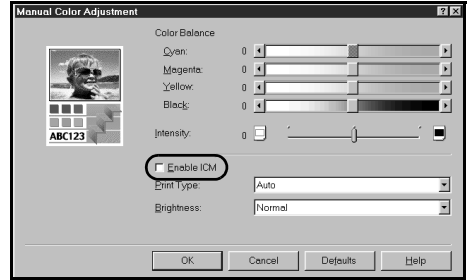 Manual Color Adjustment
Color Balance
Cyan: 0
Magenta: 0
Yellow: 0
Black: 0
ABC123
Intensity: 0
Enable ICM
Print Type: Auto
Brightness: Normal
OK Cancel Defaults Help